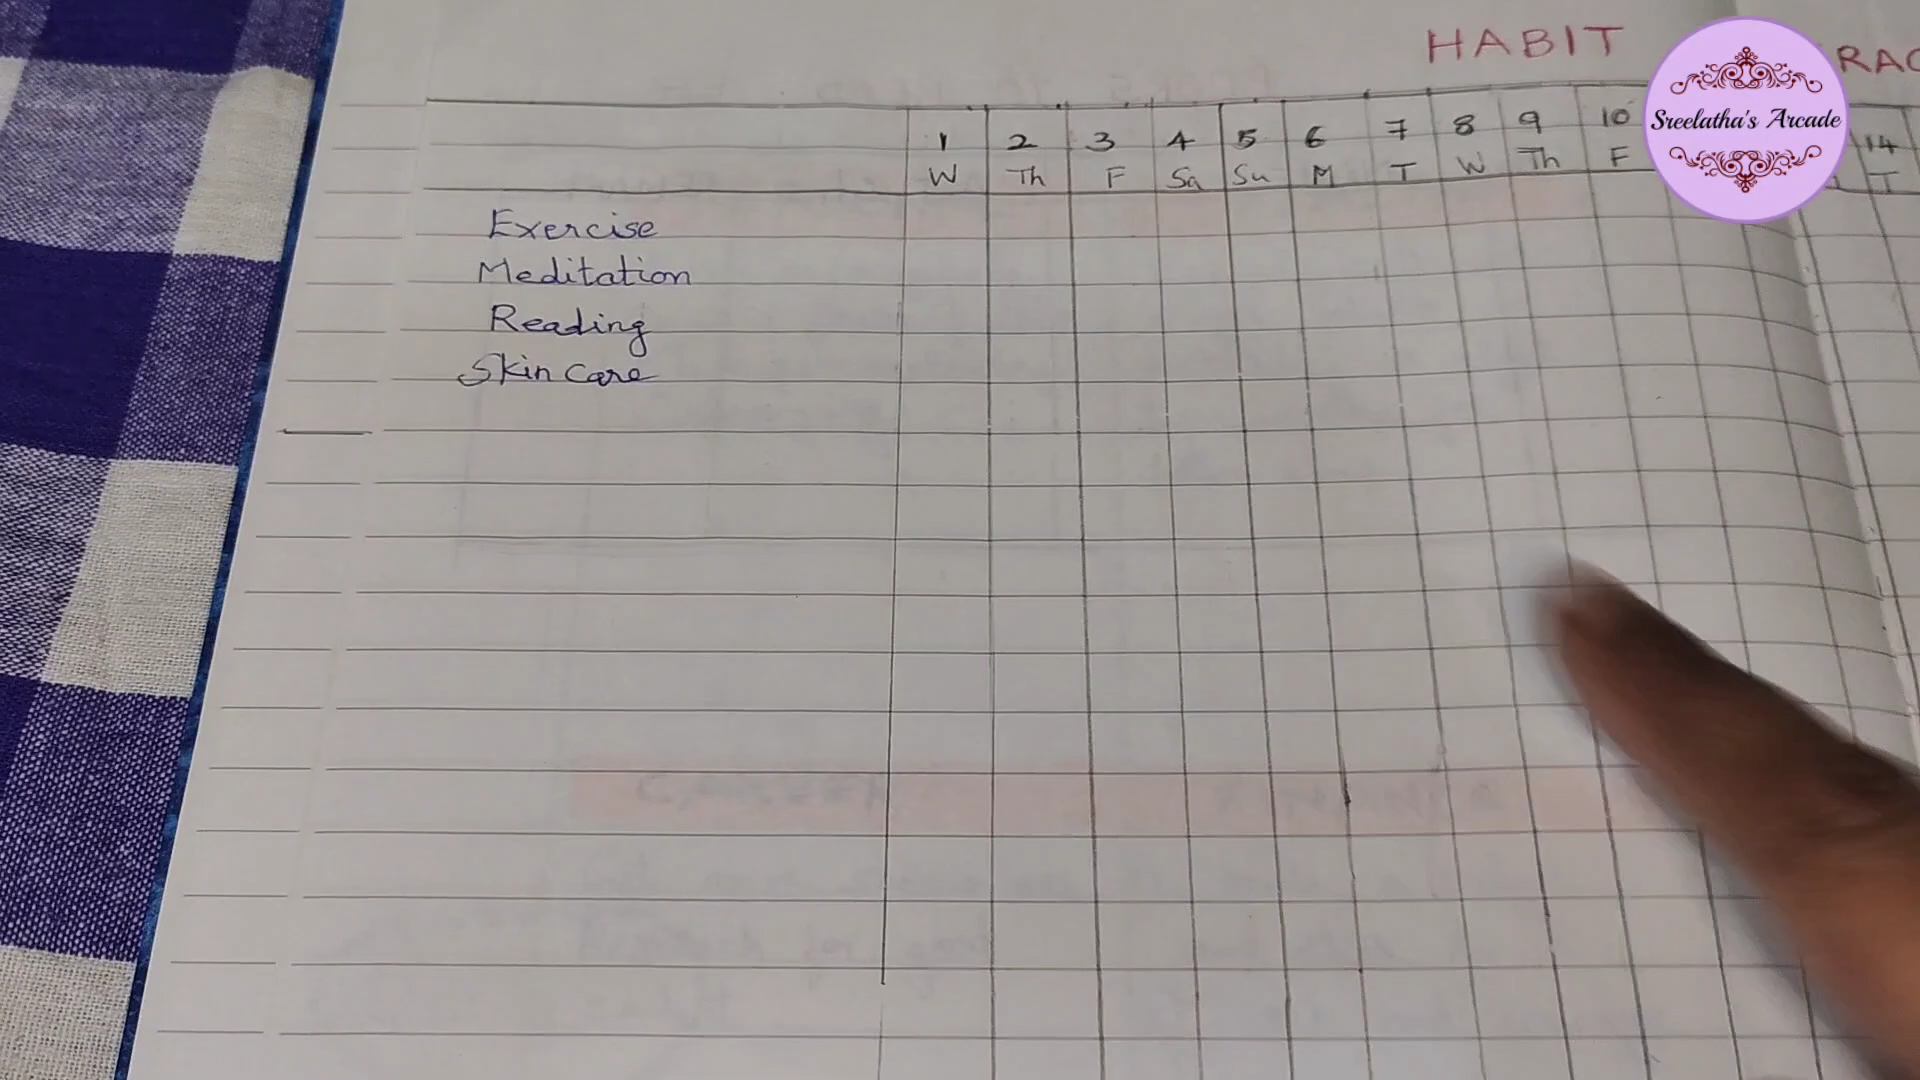 HABIT RAC
Sreelatha's Arcade
1 2 3 4 5 6 7 8 9 10 14
W Th F Sa Su M T W Th F T
Exercise
Meditation
Reading
Skin Care